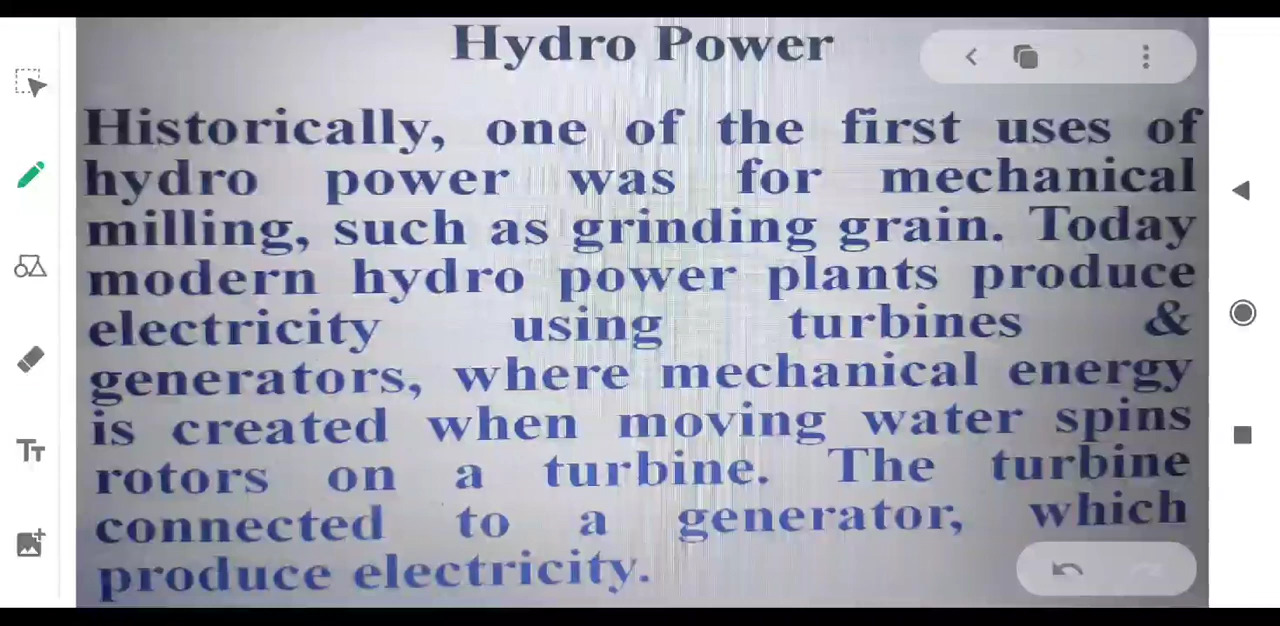 Hydro Power
Historically, one of the first uses of
hydro power was for mechanical
milling, such as grinding grain. Today
modern hydro power plants produce
electricity using turbines &
generators, where mechanical energy
is created when moving water spins
rotors on a turbine. The turbine
connected to a generator, which
produce electricity.
Tт